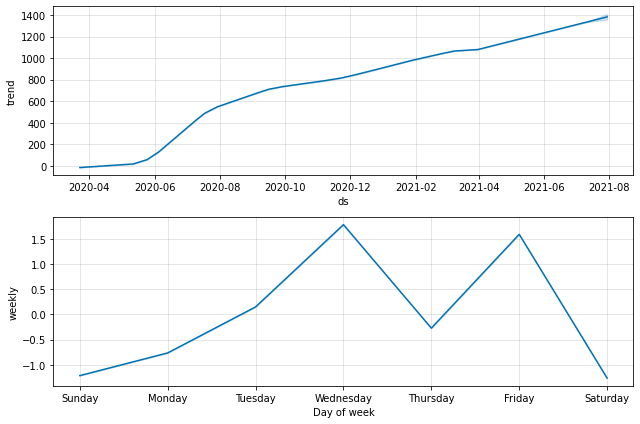 1400
1200
1000
800
600
400
200
0
trend
2020-04 2020-06 2020-08 2020-10 2020-12 2021-02 2021-04 2021-06 2021-08
ds
1.5
1.0
0.5
0.0
−0.5
−1.0
weekly
Sunday Monday Tuesday Wednesday Thursday Friday Saturday
Day of week